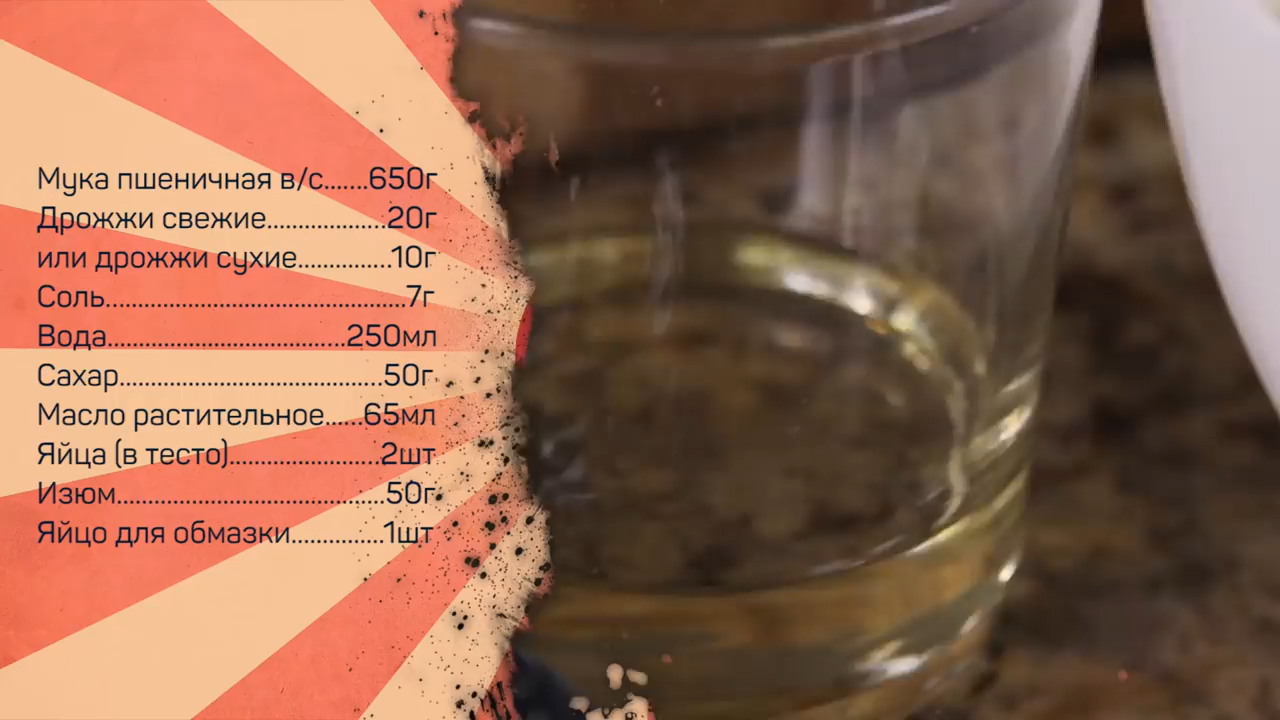 Мука пшеничная в/с.......650г
Дрожжи свежие...................20г
или дрожжи сухие...............10г
Соль................................................7г
Вода......................................250мл
Сахар..........................................50г
Масло растительное......65мл
Яйца (в тесто)........................2шт
Изюм...........................................50г
Яйцо для обмазки...............1шт